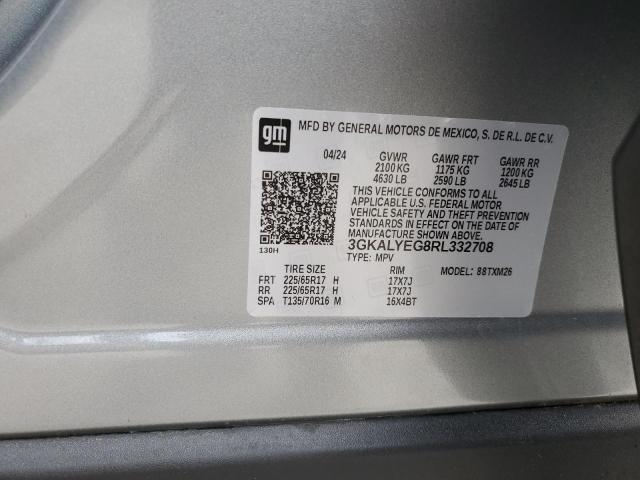 gm MFD BY GENERAL MOTORS DE MEXICO, S. DE R.L. DE C.V.
04/24 GVWR GAWR FRT GAWR RR
2100 KG 1175 KG 1200 KG
4630 LB 2590 LB 2645 LB
THIS VEHICLE CONFORMS TO ALL
APPLICABLE U.S. FEDERAL MOTOR
VEHICLE SAFETY AND THEFT PREVENTION
STANDARDS IN EFFECT ON THE DATE OF
MANUFACTURE SHOWN ABOVE.
3GKALYEG8RL332708
130H TYPE: MPV
TIRE SIZE RIM MODEL: 88TXM26
FRT 225/65R17 H 17X7J
RR 225/65R17 H 17X7J
SPA T135/70R16 M 16X4BT